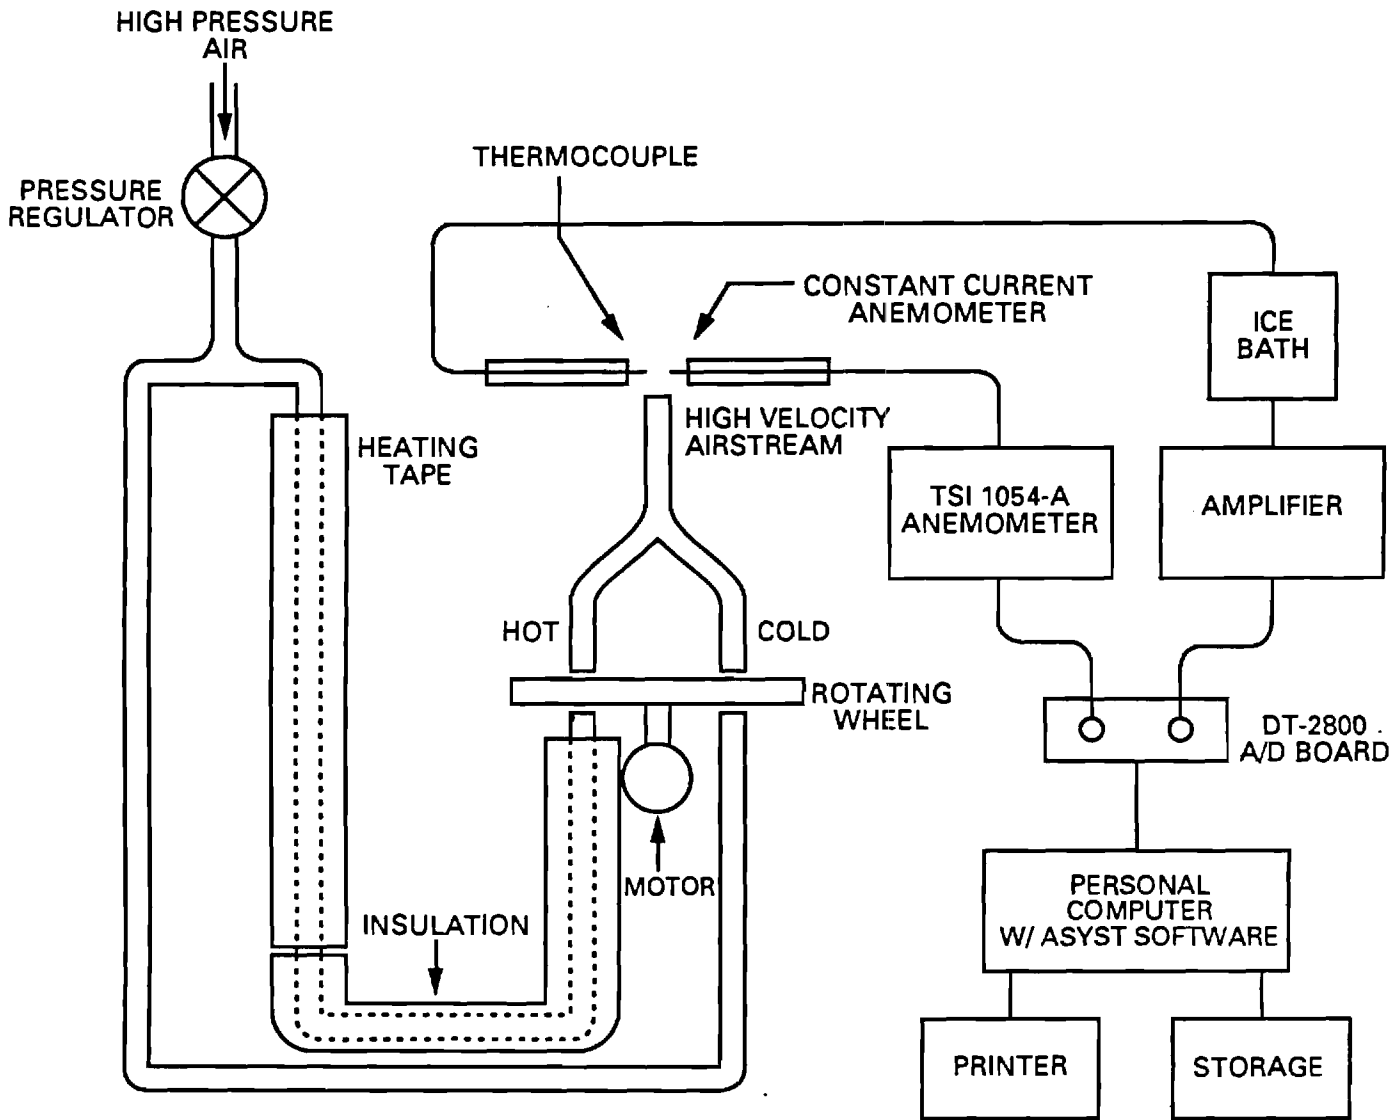 HIGH PRESSURE
AIR
PRESSURE
REGULATOR
THERMOCOUPLE
CONSTANT CURRENT
ANEMOMETER
ICE
BATH
HIGH VELOCITY
AIRSTREAM
HEATING
TAPE
TSI 1054-A
ANEMOMETER
AMPLIFIER
HOT
COLD
ROTATING
WHEEL
DT-2800
A/D BOARD
MOTOR
INSULATION
PERSONAL
COMPUTER
W/ ASYST SOFTWARE
PRINTER
STORAGE